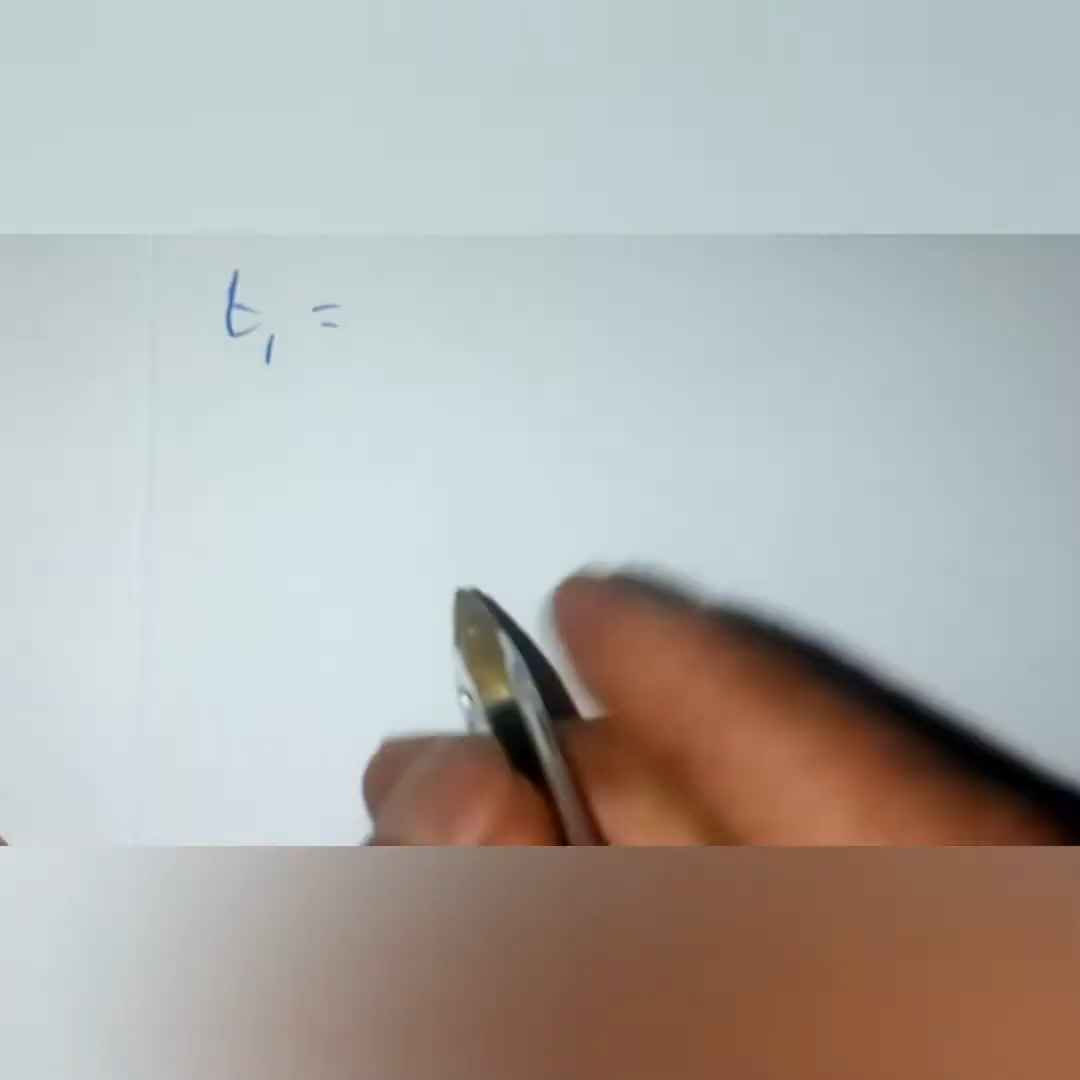 t₁ =